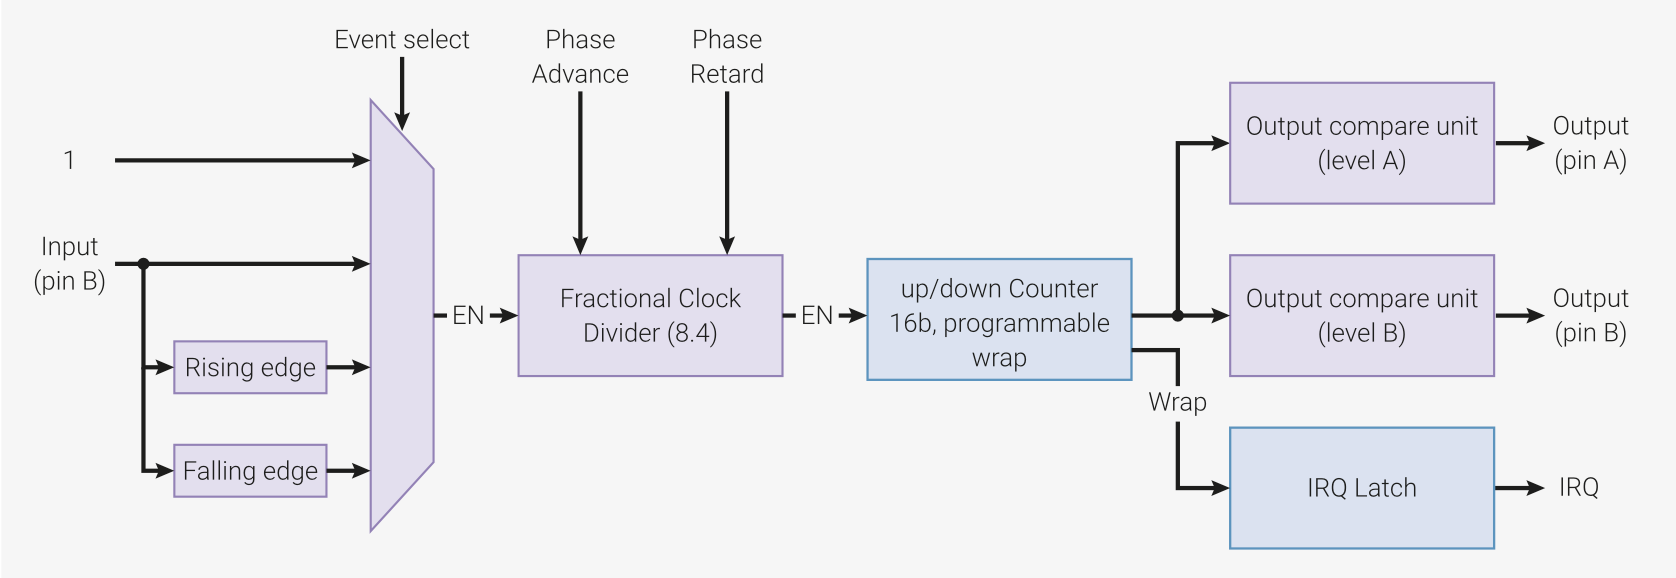 Event select
Phase
Advance
Phase
Retard
1
Input
(pin B)
Rising edge
Falling edge
EN
Fractional Clock
Divider (8.4)
EN
up/down Counter
16b, programmable
wrap
Wrap
Output compare unit
(level A)
Output
(pin A)
Output compare unit
(level B)
Output
(pin B)
IRQ Latch
IRQ